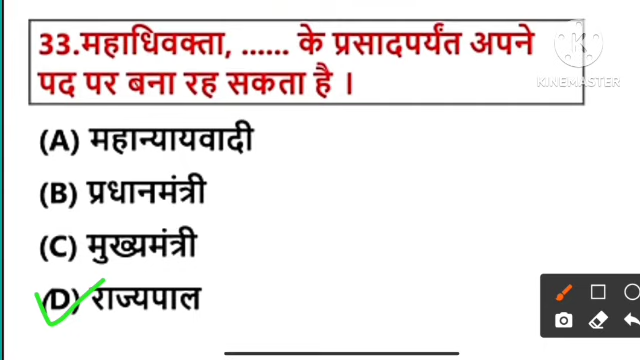 33.महाधिवक्ता, ...... के प्रसादपर्यंत अपने
पद पर बना रह सकता है ।
(A) महान्यायवादी
(B) प्रधानमंत्री
(C) मुख्यमंत्री
(D) राज्यपाल
K
KINEMASTER